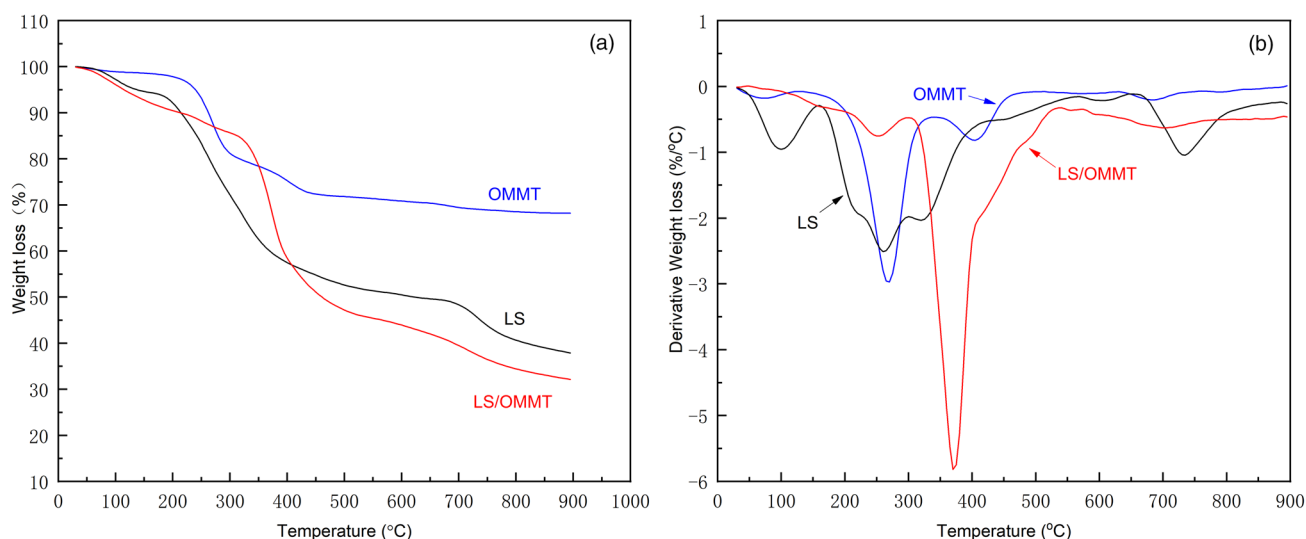 (a)
110
100
90
80
70
60
50
40
30
20
10
Weight loss (%)
OMMT
LS
LS/OMMT
0 100 200 300 400 500 600 700 800 900 1000
Temperature (°C)
(b)
1
0
-1
-2
-3
-4
-5
-6
Derivative Weight loss (%/°C)
OMMT
LS/OMMT
LS
0 100 200 300 400 500 600 700 800 900
Temperature (°C)